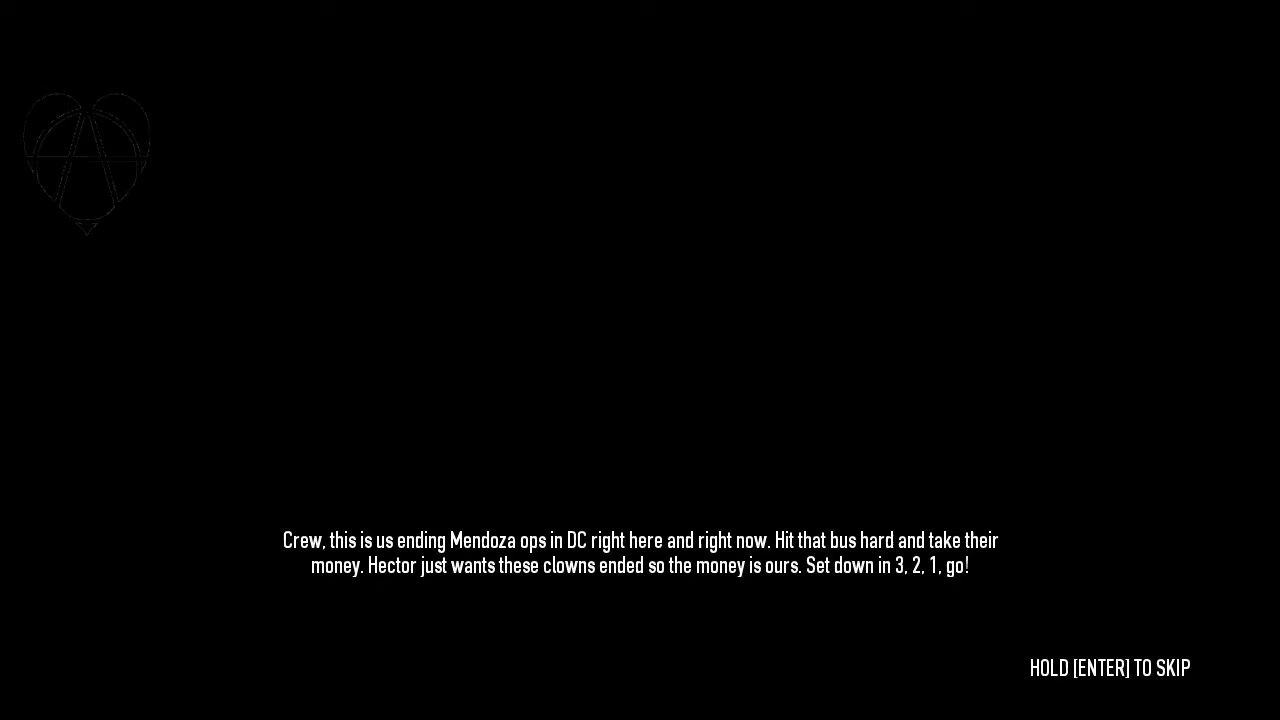 Crew, this is us ending Mendoza ops in DC right here and right now. Hit that bus hard and take their
money. Hector just wants these clowns ended so the money is ours. Set down in 3, 2, 1, go!
HOLD [ENTER] TO SKIP